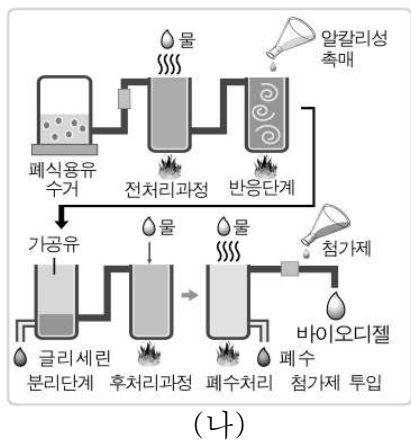 물
알칼리성
촉매
폐식용유
수거
전처리과정
반응단계
가공유
물
물
첨가제
바이오디젤
글리세린
폐수
분리단계
후처리과정
폐수처리
첨가제 투입
(나)